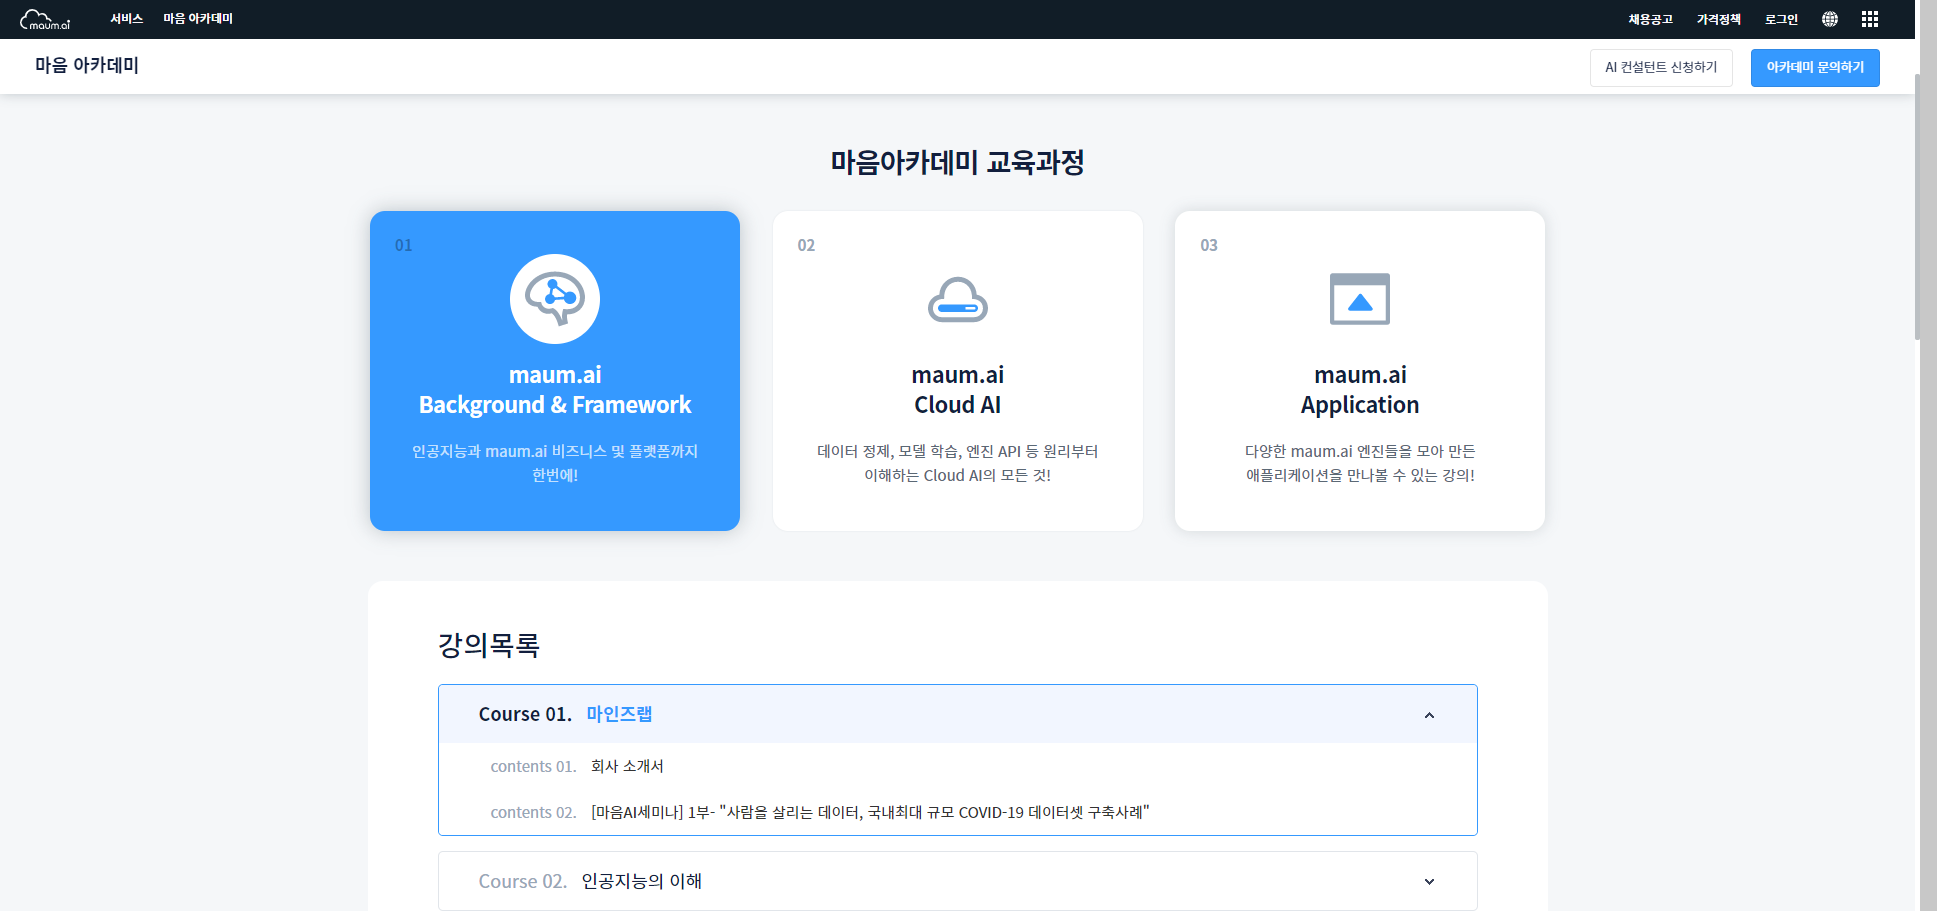 maum.ai
서비스
마음 아카데미
채용공고
가격정책
로그인
마음 아카데미
AI 컨설턴트 신청하기
아카데미 문의하기
마음아카데미 교육과정
01
maum.ai
Background & Framework
인공지능과 maum.ai 비즈니스 및 플랫폼까지
한번에!
02
maum.ai
Cloud AI
데이터 정제, 모델 학습, 엔진 API 등 원리부터
이해하는 Cloud AI의 모든 것!
03
maum.ai
Application
다양한 maum.ai 엔진들을 모아 만든
애플리케이션을 만나볼 수 있는 강의!
강의목록
Course 01. 마인즈랩
contents 01. 회사 소개서
contents 02. [마음AI세미나] 1부- "사람을 살리는 데이터, 국내최대 규모 COVID-19 데이터셋 구축사례"
Course 02. 인공지능의 이해